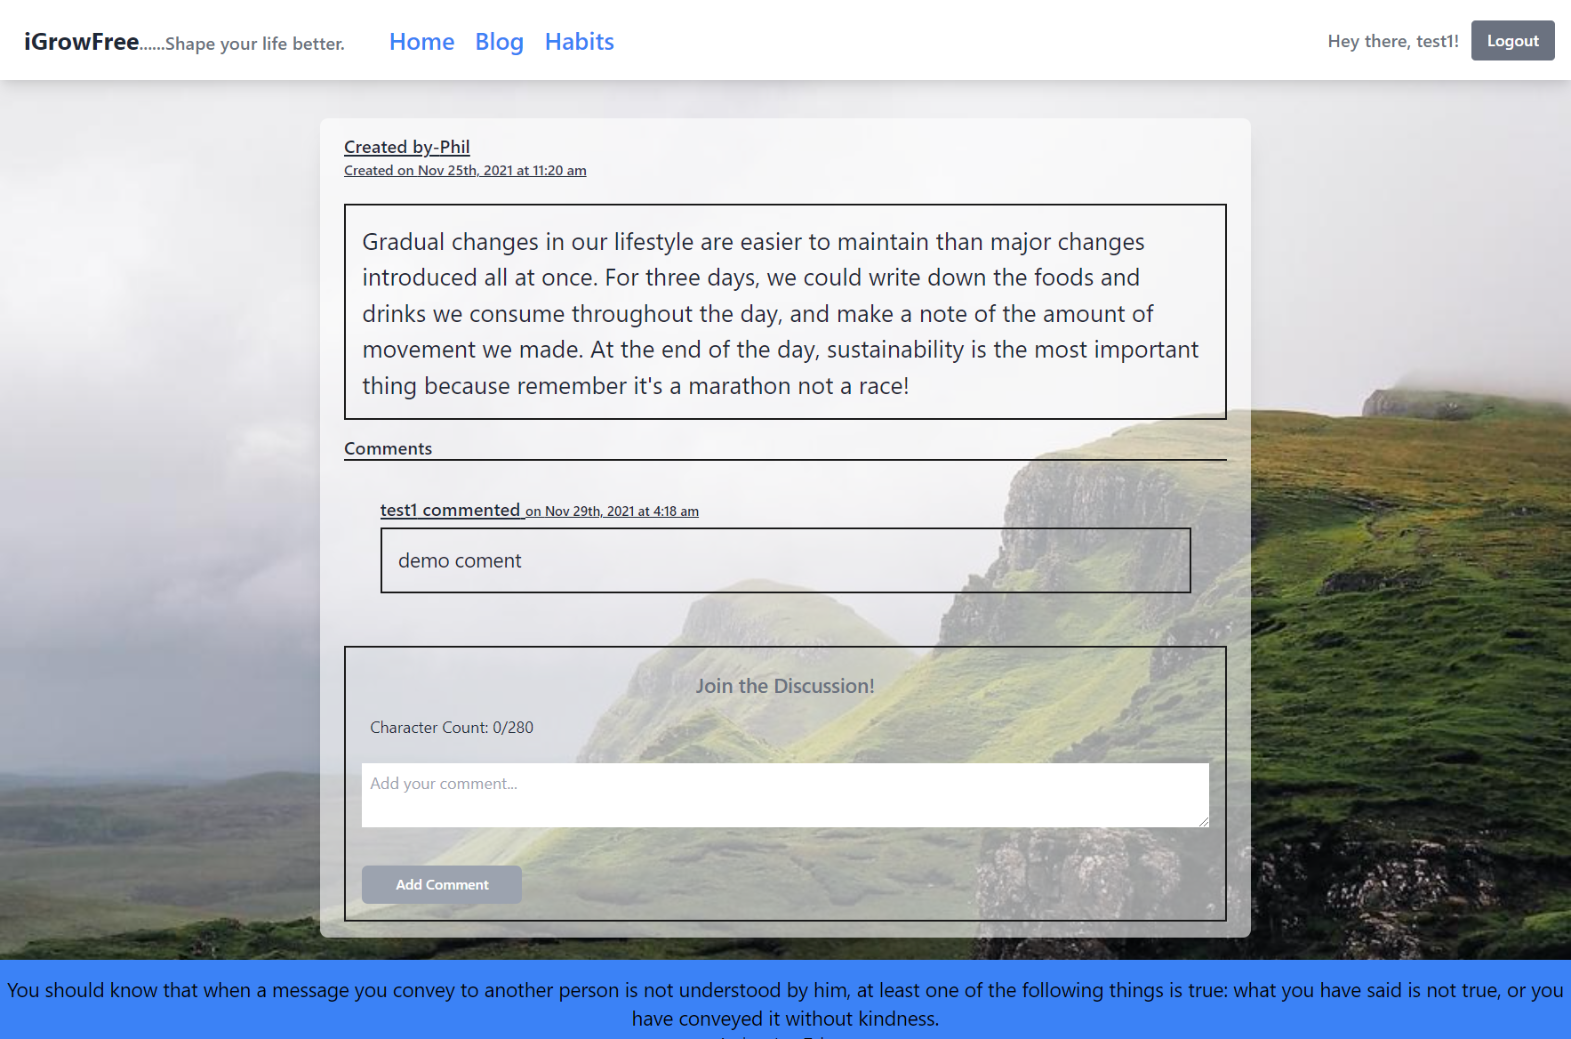 iGrowFree......Shape your life better.
Home Blog Habits
Hey there, test1!
Logout
Created by-Phil
Created on Nov 25th, 2021 at 11:20 am
Gradual changes in our lifestyle are easier to maintain than major changes
introduced all at once. For three days, we could write down the foods and
drinks we consume throughout the day, and make a note of the amount of
movement we made. At the end of the day, sustainability is the most important
thing because remember it's a marathon not a race!
Comments
test1 commented on Nov 29th, 2021 at 4:18 am
demo coment
Join the Discussion!
Character Count: 0/280
Add your comment...
Add Comment
You should know that when a message you convey to another person is not understood by him, at least one of the following things is true: what you have said is not true, or you
have conveyed it without kindness.